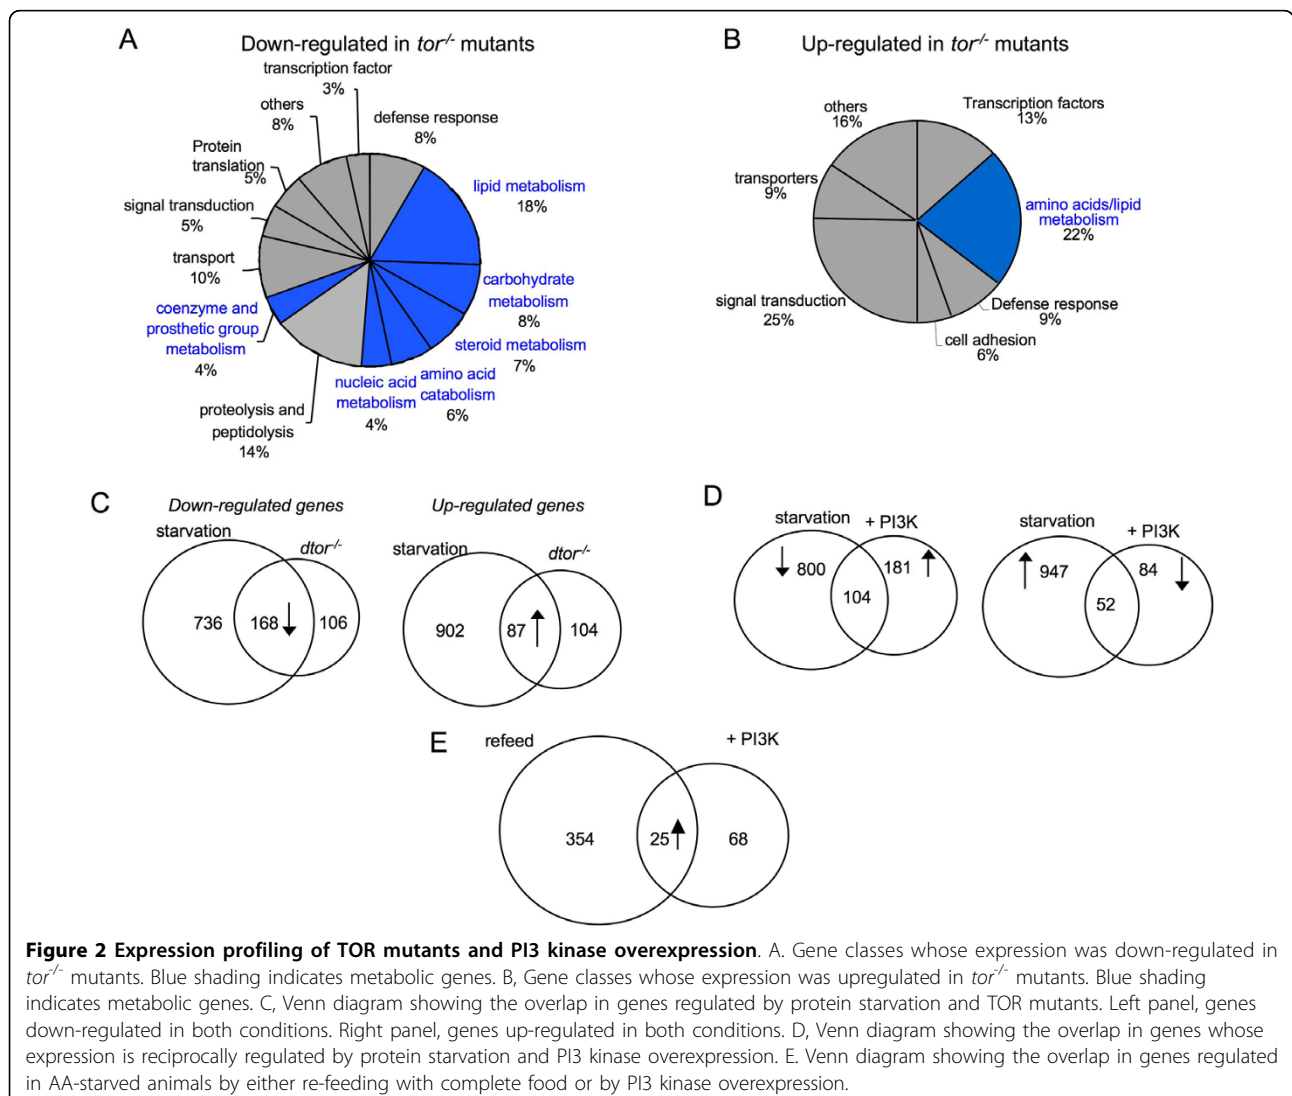 A
Down-regulated in tor-/- mutants
transcription factor
3%
others
8%
defense response
8%
Protein
translation
5%
lipid metabolism
18%
signal transduction
5%
transport
10%
carbohydrate
metabolism
8%
coenzyme and
prosthetic group
metabolism
4%
steroid metabolism
7%
nucleic acid
metabolism
4%
amino acid
catabolism
6%
proteolysis and
peptidolysis
14%
B
Up-regulated in tor-/- mutants
others
16%
Transcription factors
13%
transporters
9%
amino acids/lipid
metabolism
22%
signal transduction
25%
Defense response
9%
cell adhesion
6%
C
Down-regulated genes
starvation
dtor-/-
736
168
106
Up-regulated genes
starvation
dtor-/-
902
87
104
D
starvation
+ PI3K
800
181
104
starvation
+ PI3K
947
84
52
E
refeed
+ PI3K
354
25
68
Figure 2 Expression profiling of TOR mutants and PI3 kinase overexpression. A. Gene classes whose expression was down-regulated in
tor-/- mutants. Blue shading indicates metabolic genes. B, Gene classes whose expression was upregulated in tor-/- mutants. Blue shading
indicates metabolic genes. C, Venn diagram showing the overlap in genes regulated by protein starvation and TOR mutants. Left panel, genes
down-regulated in both conditions. Right panel, genes up-regulated in both conditions. D, Venn diagram showing the overlap in genes whose
expression is reciprocally regulated by protein starvation and PI3 kinase overexpression. E. Venn diagram showing the overlap in genes regulated
in AA-starved animals by either re-feeding with complete food or by PI3 kinase overexpression.